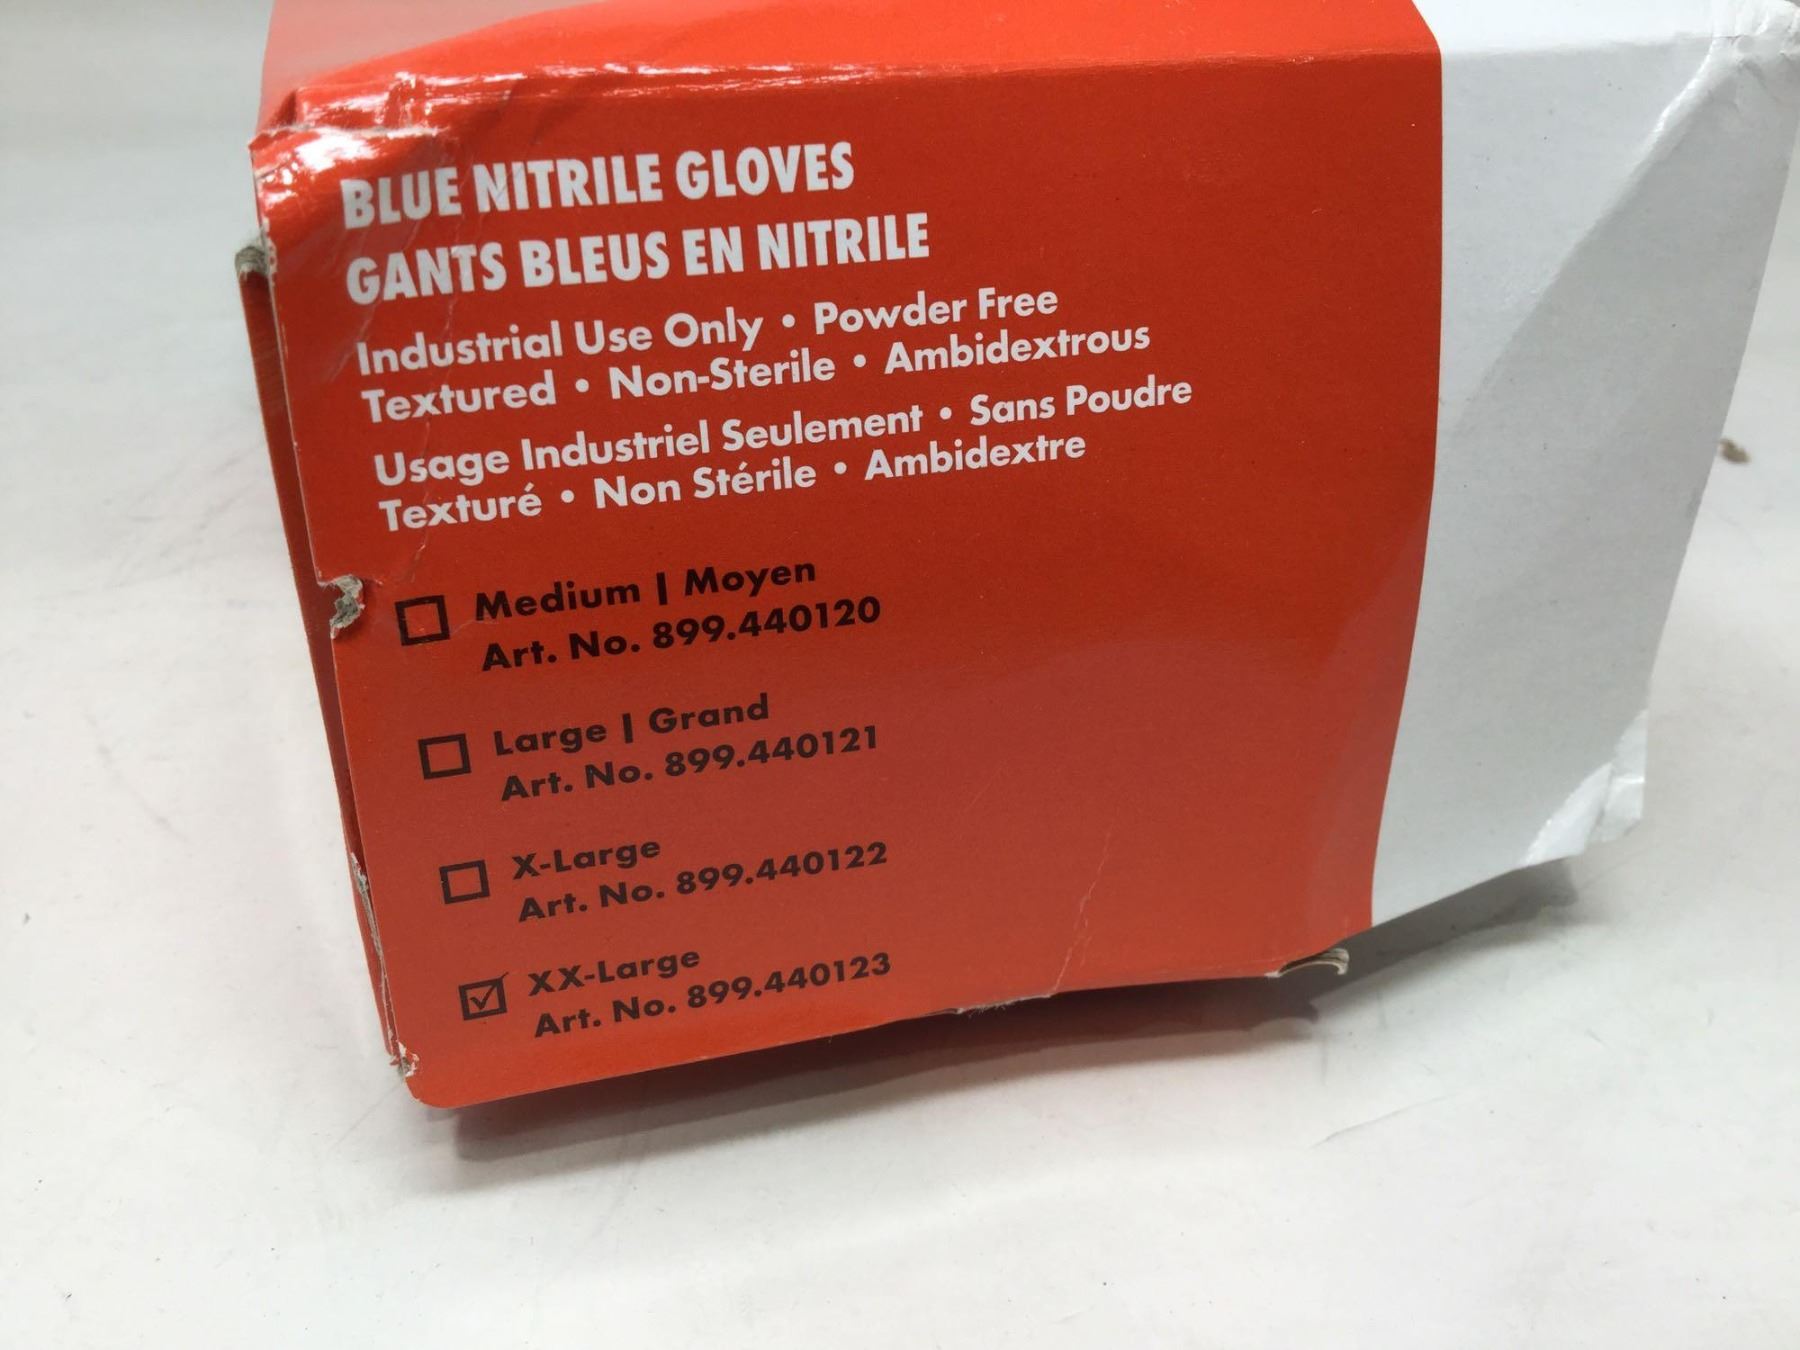 BLUE NITRILE GLOVES
GANTS BLEUS EN NITRILE
Industrial Use Only • Powder Free
Textured • Non-Sterile • Ambidextrous
Usage Industriel Seulement • Sans Poudre
Texturé • Non Stérile • Ambidextre
Medium | Moyen
Art. No. 899.440120
Large | Grand
Art. No. 899.440121
X-Large
Art. No. 899.440122
XX-Large
Art. No. 899.440123